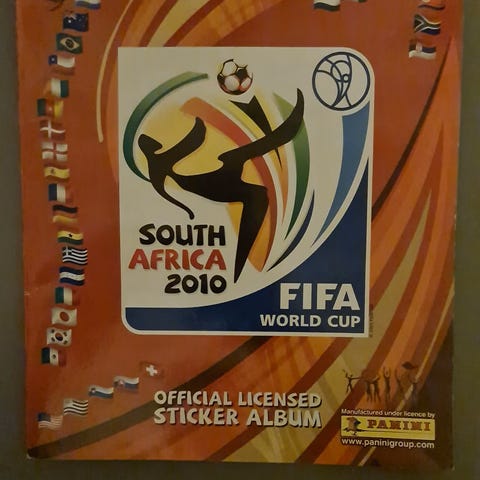 SOUTH
AFRICA
2010
FIFA
WORLD CUP
OFFICIAL LICENSED
STICKER ALBUM
Manufactured under licence by
PANINI
www.paninigroup.com